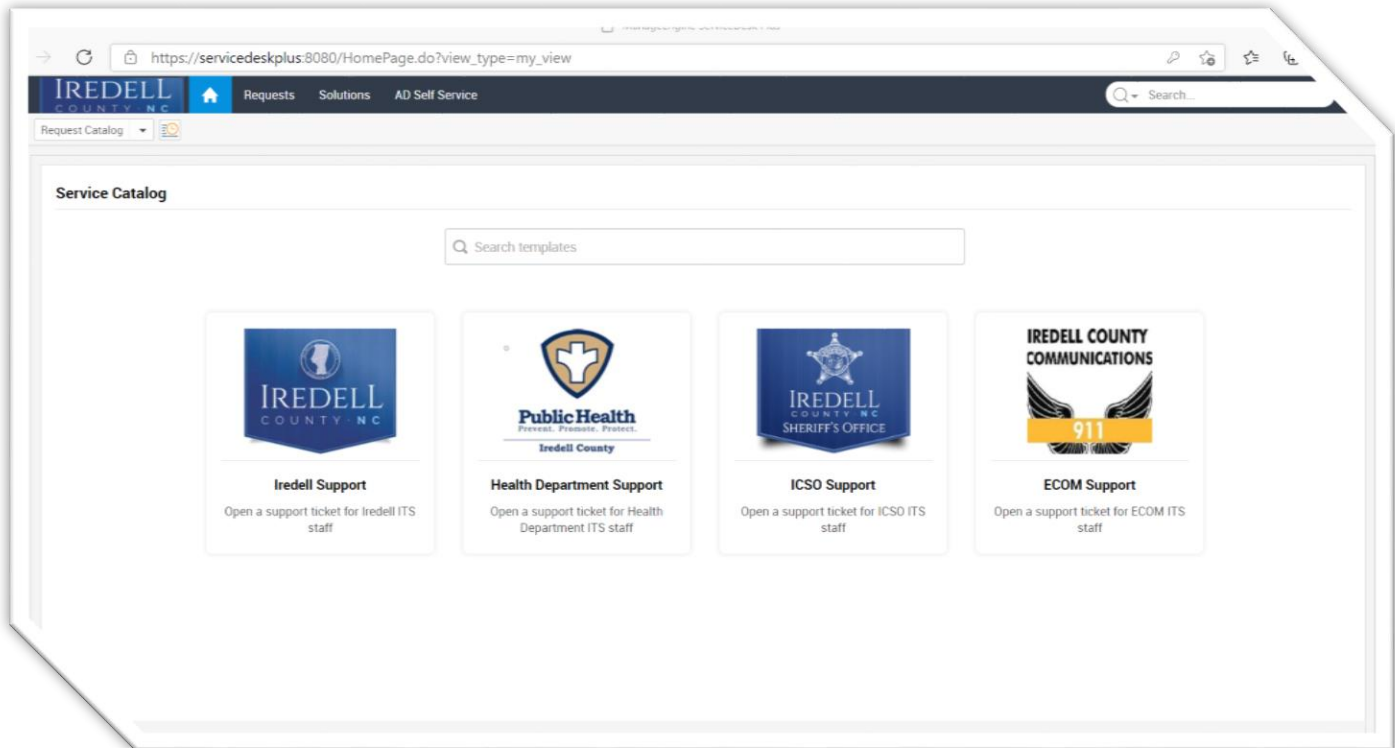 ManageEngine ServiceDesk Plus
https://servicedeskplus:8080/HomePage.do?view_type=my_view
IREDELL
COUNTY·NC
Requests
Solutions
AD Self Service
Search...
Request Catalog
Service Catalog
Search templates
IREDELL
COUNTY·NC
Iredell Support
Open a support ticket for Iredell ITS
staff
Public Health
Prevent. Promote. Protect.
Iredell County
Health Department Support
Open a support ticket for Health
Department ITS staff
IREDELL
COUNTY·NC
SHERIFF'S OFFICE
ICSO Support
Open a support ticket for ICSO ITS
staff
IREDELL COUNTY
COMMUNICATIONS
911
ECOM Support
Open a support ticket for ECOM ITS
staff